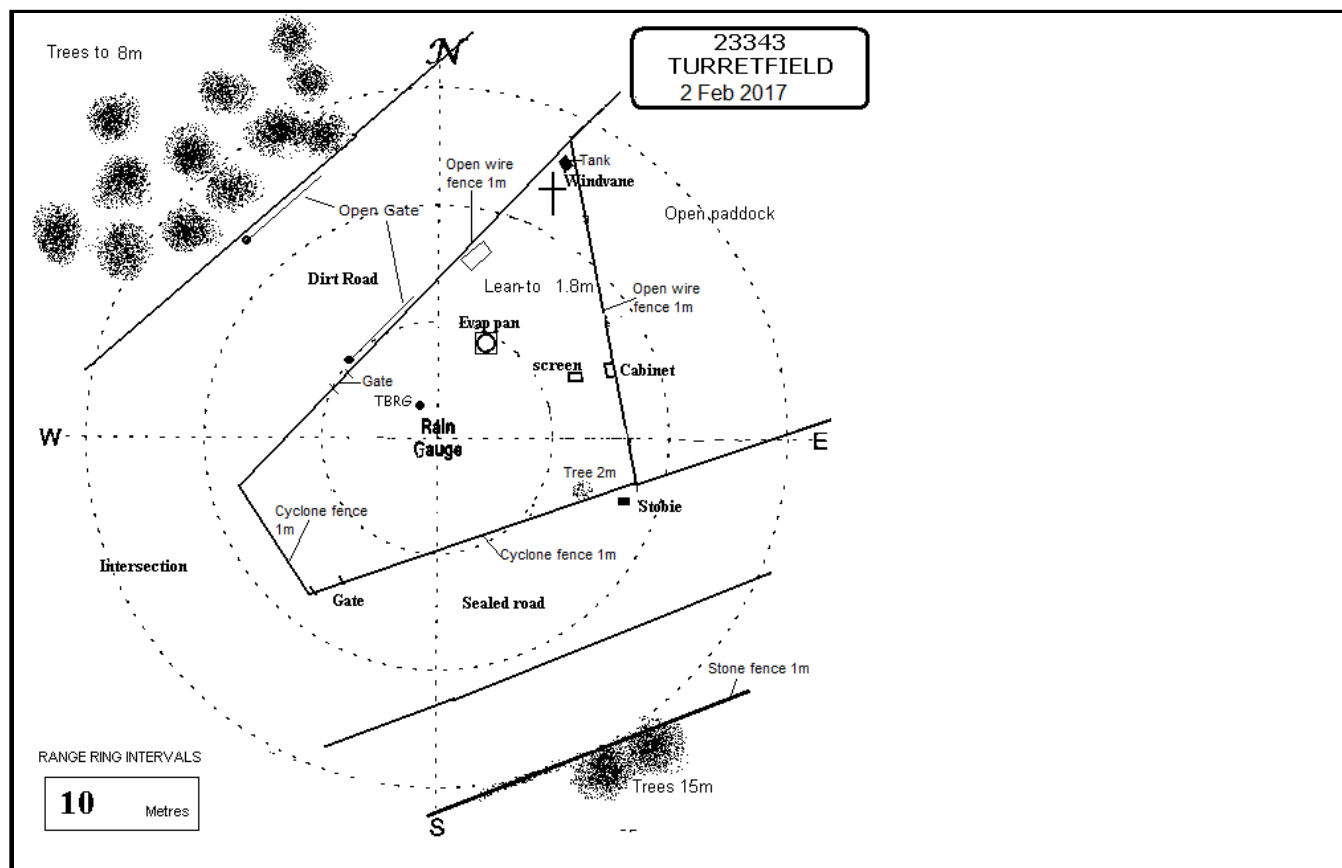 Trees to 8m
N
23343
TURRETFIELD
2 Feb 2017
Open wire
fence 1m
Tank
Windvane
Open paddock
Open Gate
Dirt Road
Lean-to 1.8m
Open wire
fence 1m
Evap pan
screen
Cabinet
Gate
TBRG
Rain
Gauge
W
E
Tree 2m
Stobie
Cyclone fence
1m
Cyclone fence 1m
Intersection
Gate
Sealed road
Stone fence 1m
RANGE RING INTERVALS
10 Metres
Trees 15m
S